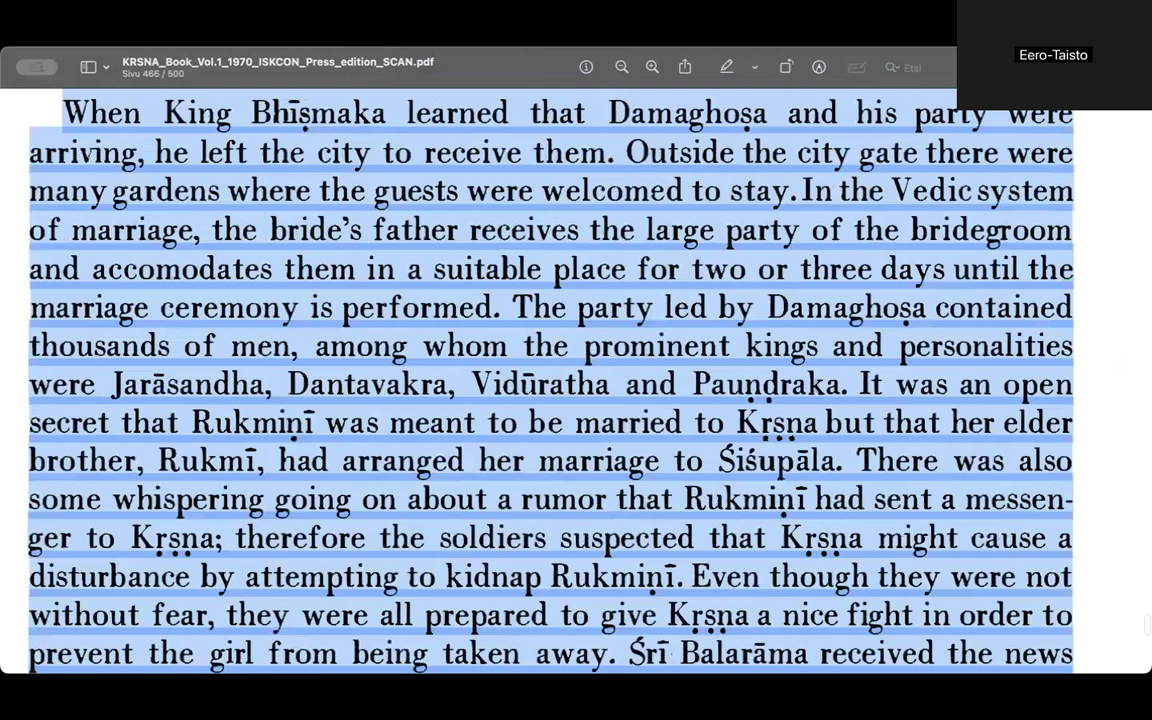 KRSNA_Book_Vol.1_1970_ISKCON_Press_edition_SCAN.pdf
Sivu 466 / 500
Etsi
Eero-Taisto
When King Bhīṣmaka learned that Damaghoṣa and his party were
arriving, he left the city to receive them. Outside the city gate there were
many gardens where the guests were welcomed to stay. In the Vedic system
of marriage, the bride’s father receives the large party of the bridegroom
and accomodates them in a suitable place for two or three days until the
marriage ceremony is performed. The party led by Damaghoṣa contained
thousands of men, among whom the prominent kings and personalities
were Jarāsandha, Dantavakra, Vidūratha and Pauṇḍraka. It was an open
secret that Rukmiṇī was meant to be married to Kṛṣṇa but that her elder
brother, Rukmī, had arranged her marriage to Śiśupāla. There was also
some whispering going on about a rumor that Rukmiṇī had sent a messen-
ger to Kṛṣṇa; therefore the soldiers suspected that Kṛṣṇa might cause a
disturbance by attempting to kidnap Rukmiṇī. Even though they were not
without fear, they were all prepared to give Kṛṣṇa a nice fight in order to
prevent the girl from being taken away. Śrī Balarāma received the news